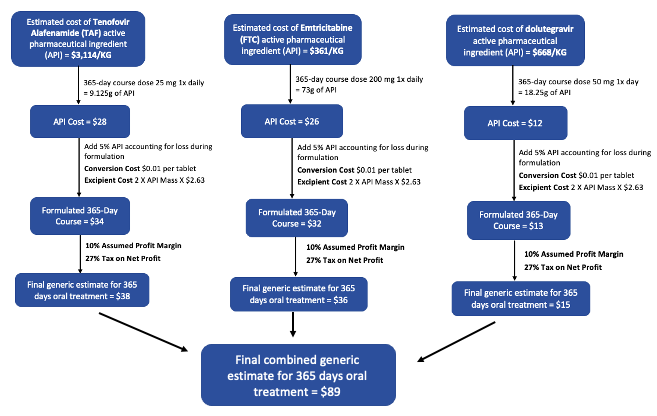 Estimated cost of Tenofovir
Alafenamide (TAF) active
pharmaceutical ingredient
(API) = $3,114/KG
365-day course dose 25 mg 1x daily
= 9.125g of API
API Cost = $28
Add 5% API accounting for loss during
formulation
Conversion Cost $0.01 per tablet
Excipient Cost 2 X API Mass X $2.63
Formulated 365-Day
Course = $34
10% Assumed Profit Margin
27% Tax on Net Profit
Final generic estimate for 365
days oral treatment = $38
Estimated cost of Emtricitabine
(FTC) active pharmaceutical
ingredient (API) = $361/KG
365-day course dose 200 mg 1x daily
= 73g of API
API Cost = $26
Add 5% API accounting for loss during
formulation
Conversion Cost $0.01 per tablet
Excipient Cost 2 X API Mass X $2.63
Formulated 365-Day
Course = $32
10% Assumed Profit Margin
27% Tax on Net Profit
Final generic estimate for 365
days oral treatment = $36
Estimated cost of dolutegravir
active pharmaceutical
ingredient (API) = $668/KG
365-day course dose 50 mg 1x day
= 18.25g of API
API Cost = $12
Add 5% API accounting for loss during
formulation
Conversion Cost $0.01 per tablet
Excipient Cost 2 X API Mass X $2.63
Formulated 365-Day
Course = $13
10% Assumed Profit Margin
27% Tax on Net Profit
Final generic estimate for 365
days oral treatment = $15
Final combined generic
estimate for 365 days oral
treatment = $89